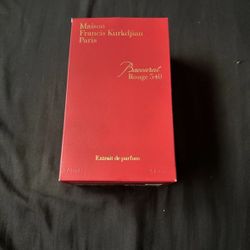 Maison
Francis Kurkdjian
Paris
Baccarat
Rouge 540
Extrait de parfum